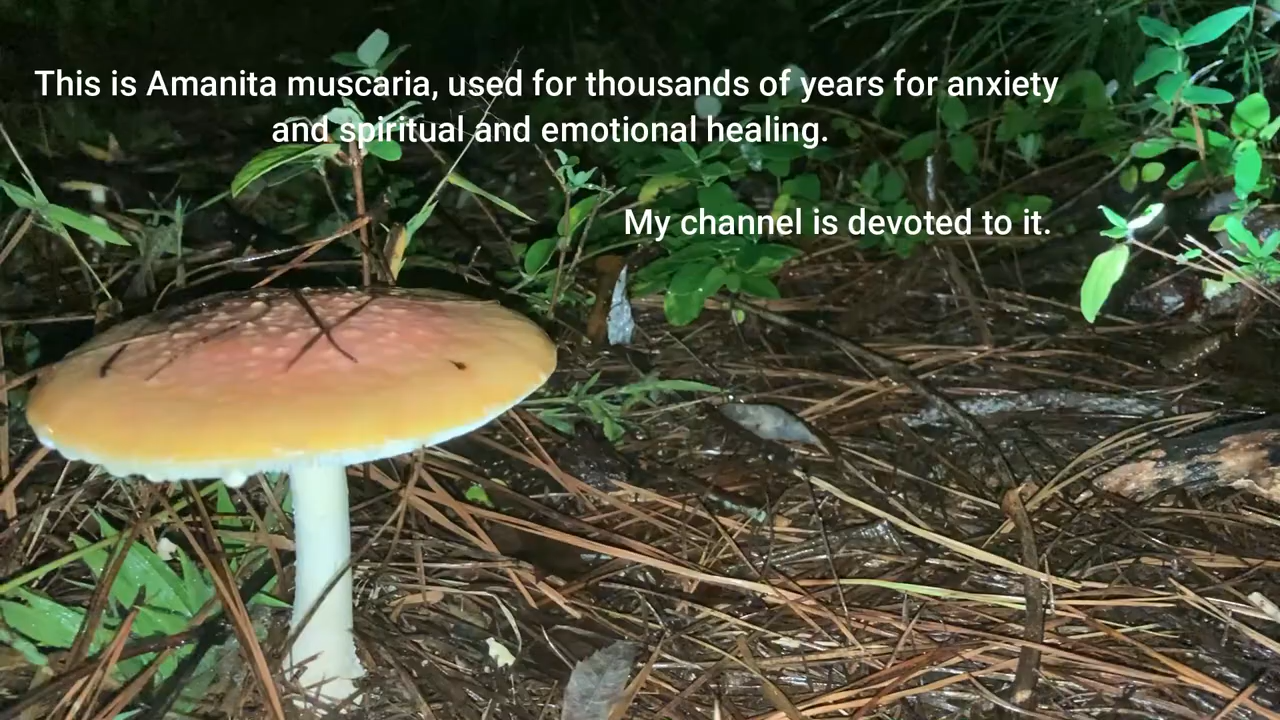 This is Amanita muscaria, used for thousands of years for anxiety
and spiritual and emotional healing.
My channel is devoted to it.